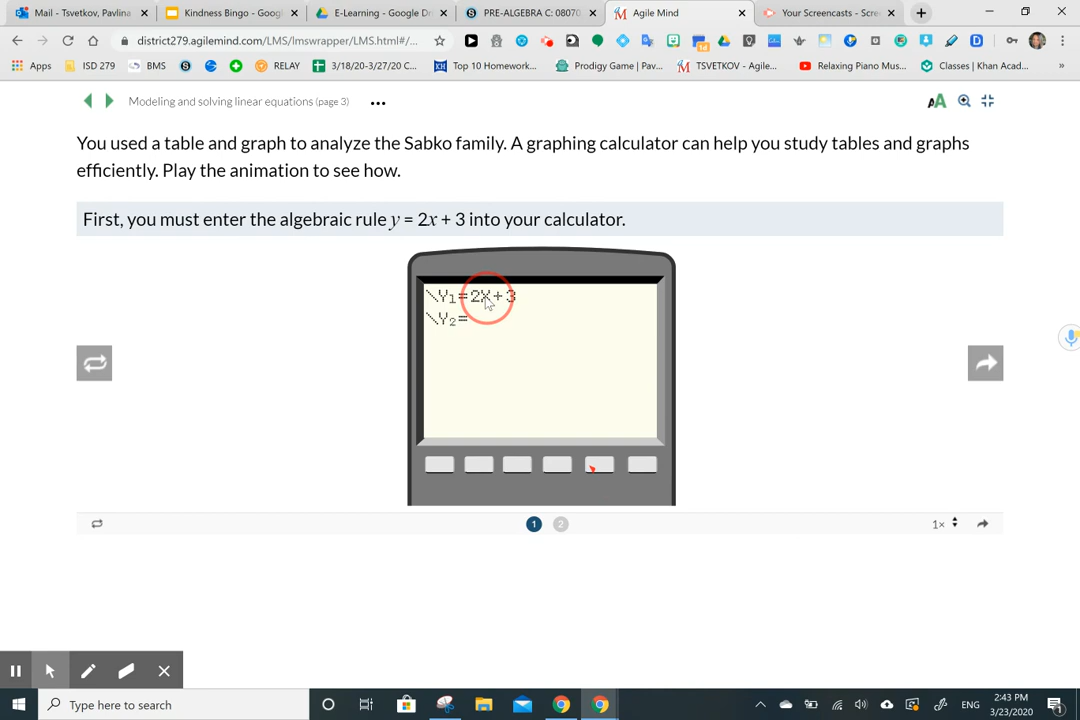 Mail - Tsvetkov, Pavlina
Kindness Bingo - Goog
E-Learning - Google Dr
PRE-ALGEBRA C: 0807(
Agile Mind
Your Screencasts - Scre
district279.agilemind.com/LMS/lmswrapper/LMS.html#/...
Apps
ISD 279
BMS
RELAY
3/18/20-3/27/20 C...
Top 10 Homework...
Prodigy Game | Pav...
TSVETKOV - Agile...
Relaxing Piano Mus...
Classes | Khan Acad...
»
Modeling and solving linear equations (page 3)
AA
You used a table and graph to analyze the Sabko family. A graphing calculator can help you study tables and graphs
efficiently. Play the animation to see how.
First, you must enter the algebraic rule y = 2x + 3 into your calculator.
\Y1=2X+3
\Y2=
1
2
1×
Type here to search
ENG
2:43 PM
3/23/2020